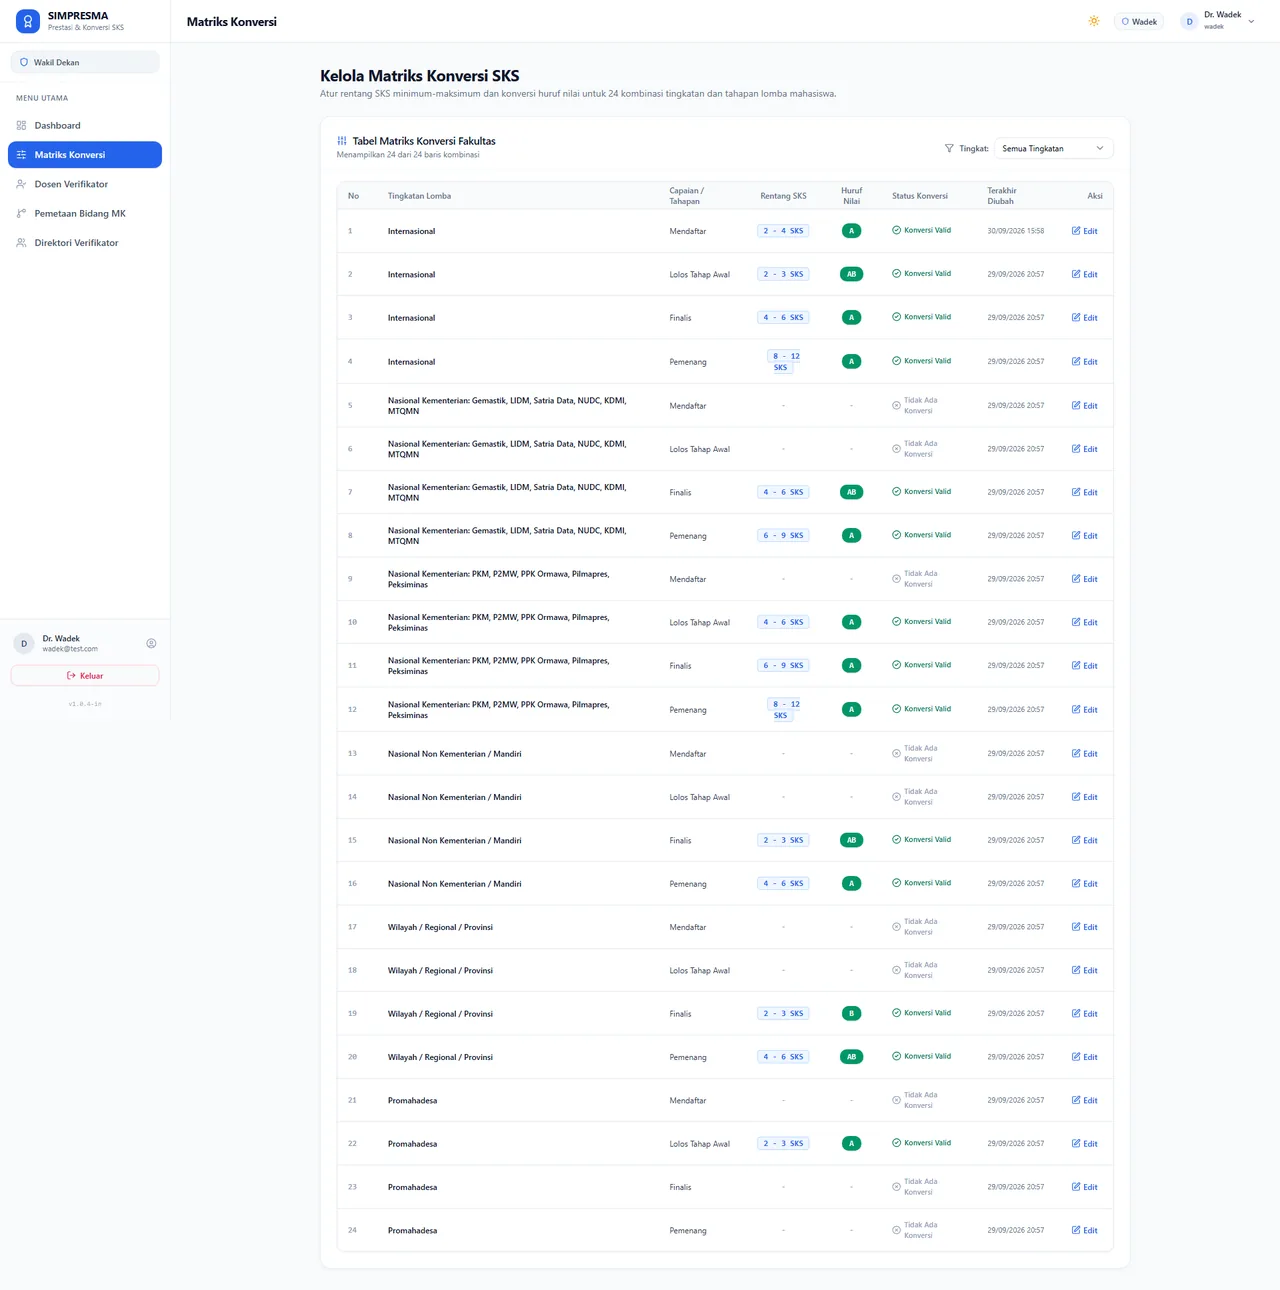 SIMPRESMA
Prestasi & Konversi SKS
Wakil Dekan
MENU UTAMA
Dashboard
Matriks Konversi
Dosen Verifikator
Pemetaan Bidang MK
Direktori Verifikator
D
Dr. Wadek
wadek@test.com
Keluar
v1.0.4-in
Matriks Konversi
Wadek
D
Dr. Wadek
wadek
Kelola Matriks Konversi SKS
Atur rentang SKS minimum-maksimum dan konversi huruf nilai untuk 24 kombinasi tingkatan dan tahapan lomba mahasiswa.
Tabel Matriks Konversi Fakultas
Menampilkan 24 dari 24 baris kombinasi
Tingkat: Semua Tingkatan
No Tingkatan Lomba Capaian / Tahapan Rentang SKS Huruf Nilai Status Konversi Terakhir Diubah Aksi
1 Internasional Mendaftar 2 - 4 SKS A Konversi Valid 30/09/2026 15:58 Edit
2 Internasional Lolos Tahap Awal 2 - 3 SKS AB Konversi Valid 29/09/2026 20:57 Edit
3 Internasional Finalis 4 - 6 SKS A Konversi Valid 29/09/2026 20:57 Edit
4 Internasional Pemenang 8 - 12 SKS A Konversi Valid 29/09/2026 20:57 Edit
5 Nasional Kementerian: Gemastik, LIDM, Satria Data, NUDC, KDMI, MTQMN Mendaftar - - Tidak Ada Konversi 29/09/2026 20:57 Edit
6 Nasional Kementerian: Gemastik, LIDM, Satria Data, NUDC, KDMI, MTQMN Lolos Tahap Awal - - Tidak Ada Konversi 29/09/2026 20:57 Edit
7 Nasional Kementerian: Gemastik, LIDM, Satria Data, NUDC, KDMI, MTQMN Finalis 4 - 6 SKS AB Konversi Valid 29/09/2026 20:57 Edit
8 Nasional Kementerian: Gemastik, LIDM, Satria Data, NUDC, KDMI, MTQMN Pemenang 6 - 9 SKS A Konversi Valid 29/09/2026 20:57 Edit
9 Nasional Kementerian: PKM, P2MW, PPK Ormawa, Pilmapres, Peksiminas Mendaftar - - Tidak Ada Konversi 29/09/2026 20:57 Edit
10 Nasional Kementerian: PKM, P2MW, PPK Ormawa, Pilmapres, Peksiminas Lolos Tahap Awal 4 - 6 SKS A Konversi Valid 29/09/2026 20:57 Edit
11 Nasional Kementerian: PKM, P2MW, PPK Ormawa, Pilmapres, Peksiminas Finalis 6 - 9 SKS A Konversi Valid 29/09/2026 20:57 Edit
12 Nasional Kementerian: PKM, P2MW, PPK Ormawa, Pilmapres, Peksiminas Pemenang 8 - 12 SKS A Konversi Valid 29/09/2026 20:57 Edit
13 Nasional Non Kementerian / Mandiri Mendaftar - - Tidak Ada Konversi 29/09/2026 20:57 Edit
14 Nasional Non Kementerian / Mandiri Lolos Tahap Awal - - Tidak Ada Konversi 29/09/2026 20:57 Edit
15 Nasional Non Kementerian / Mandiri Finalis 2 - 3 SKS AB Konversi Valid 29/09/2026 20:57 Edit
16 Nasional Non Kementerian / Mandiri Pemenang 4 - 6 SKS A Konversi Valid 29/09/2026 20:57 Edit
17 Wilayah / Regional / Provinsi Mendaftar - - Tidak Ada Konversi 29/09/2026 20:57 Edit
18 Wilayah / Regional / Provinsi Lolos Tahap Awal - - Tidak Ada Konversi 29/09/2026 20:57 Edit
19 Wilayah / Regional / Provinsi Finalis 2 - 3 SKS B Konversi Valid 29/09/2026 20:57 Edit
20 Wilayah / Regional / Provinsi Pemenang 4 - 6 SKS AB Konversi Valid 29/09/2026 20:57 Edit
21 Promahadesa Mendaftar - - Tidak Ada Konversi 29/09/2026 20:57 Edit
22 Promahadesa Lolos Tahap Awal 2 - 3 SKS A Konversi Valid 29/09/2026 20:57 Edit
23 Promahadesa Finalis - - Tidak Ada Konversi 29/09/2026 20:57 Edit
24 Promahadesa Pemenang - - Tidak Ada Konversi 29/09/2026 20:57 Edit